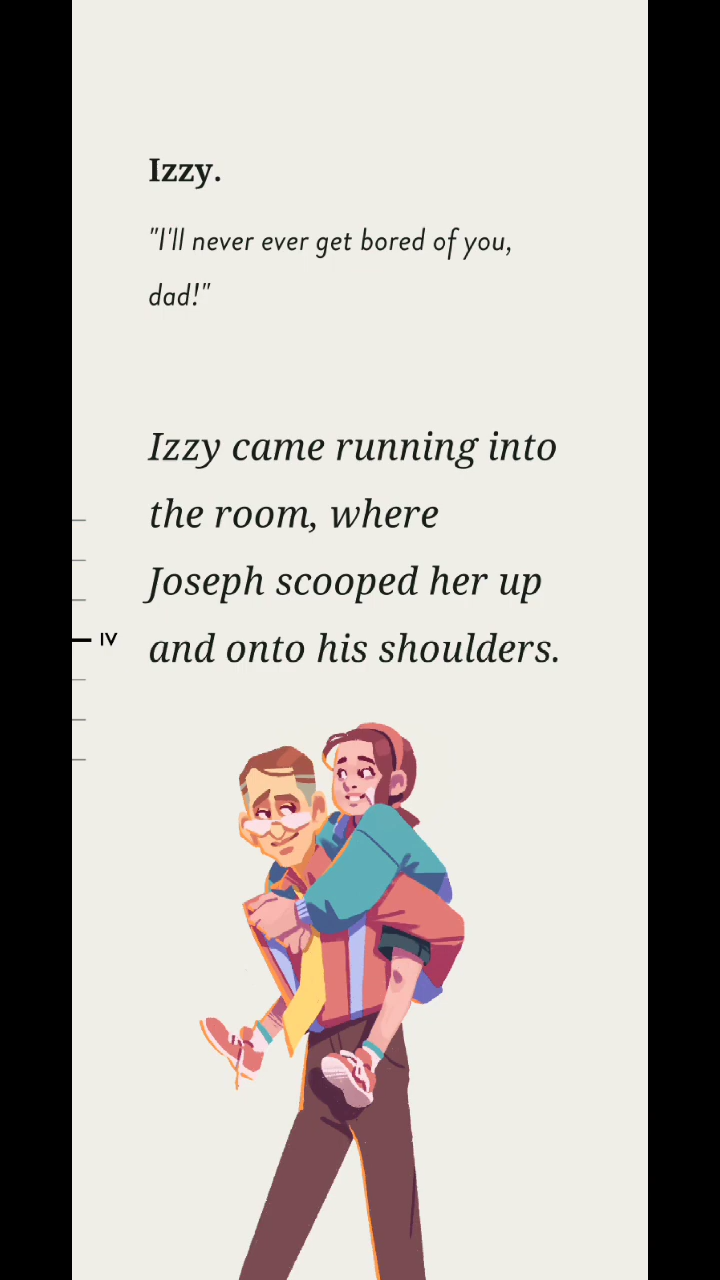 Izzy.
"I'll never ever get bored of you,
dad!"
Izzy came running into
the room, where
Joseph scooped her up
IV
and onto his shoulders.